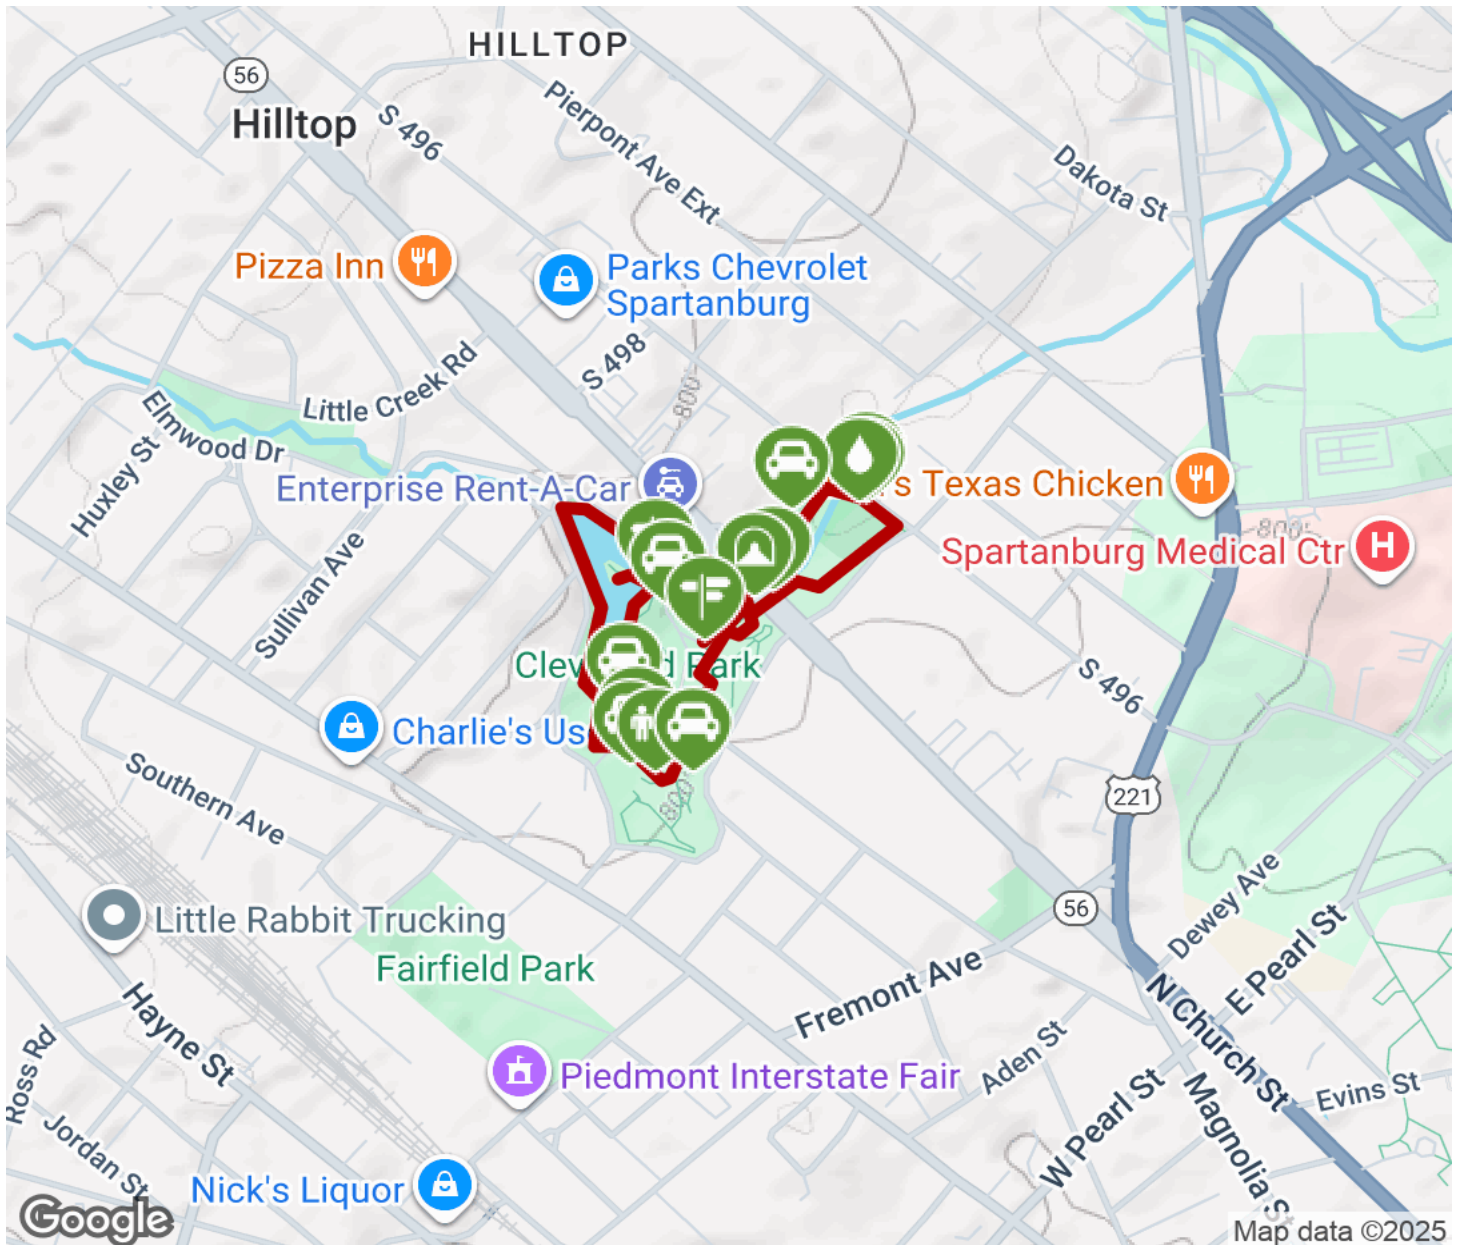 HILLTOP
56
Hilltop
S 496
Pierpont Ave Ext
Dakota St
Pizza Inn
Parks Chevrolet
Spartanburg
S 498
800'
Little Creek Rd
Elmwood Dr
Huxley St
Enterprise Rent-A-Car
's Texas Chicken
800'
Spartanburg Medical Ctr
H
Sullivan Ave
Clev d Park
S 496
Charlie's Us
Southern Ave
800
221
Little Rabbit Trucking
56
Dewey Ave
Fairfield Park
E Pearl St
Fremont Ave
N Church St
Hayne St
Ross Rd
Aden St
Piedmont Interstate Fair
Evins St
W Pearl St
Magnolia St
Jordan St
Nick's Liquor
Google
Map data ©2025